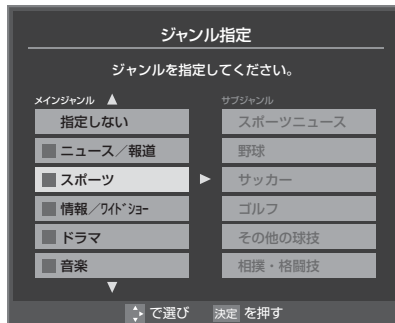 ジャンル指定
ジャンルを指定してください。
メインジャンル
サブジャンル
指定しない
スポーツニュース
ニュース／報道
野球
スポーツ
サッカー
情報／ﾜｲﾄﾞｼｮｰ
ゴルフ
ドラマ
その他の球技
音楽
相撲・格闘技
で選び 決定 を押す